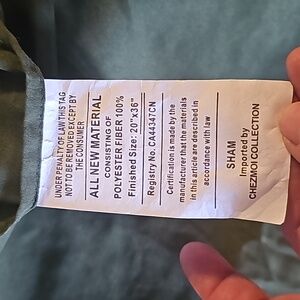 UNDER PENALTY OF LAW THIS TAG
NOT TO BE REMOVED EXCEPT BY
THE CONSUMER
ALL NEW MATERIAL
CONSISTING OF
POLYESTER FIBER 100%
Finished Size: 20"x36"
Registry No. CA44347CN
Certification is made by the
manufacturer that the materials
in this article are described in
accordance with law
SHAM
Imported by
CHEZMOI COLLECTION